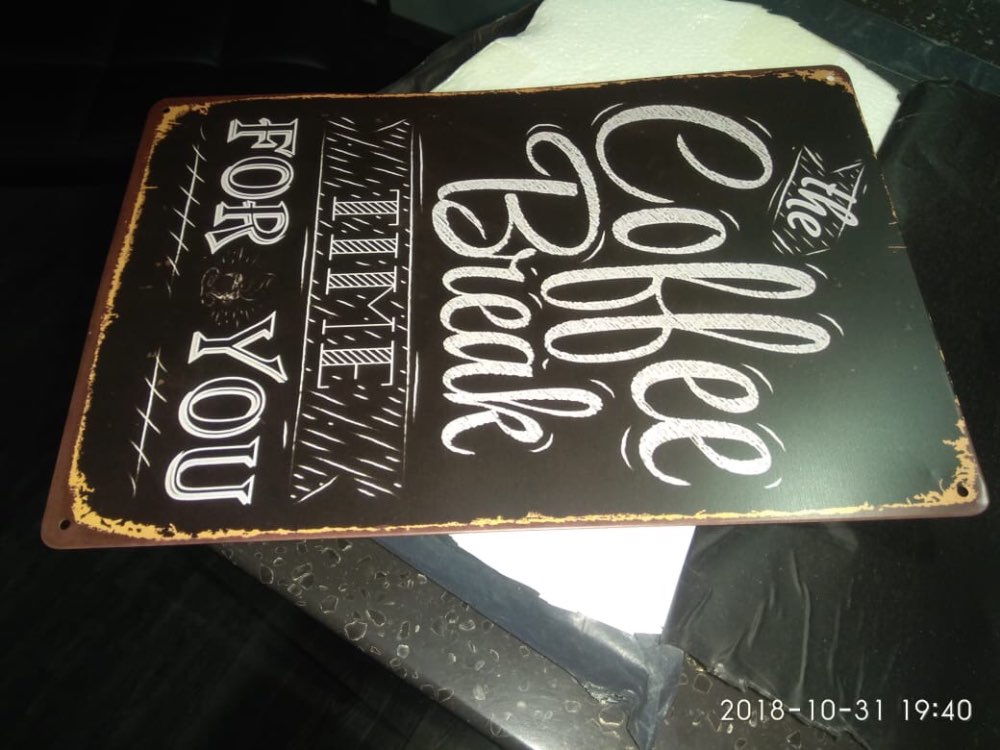 the
Coffee
Break
TIME
FOR YOU
2018-10-31 19:40